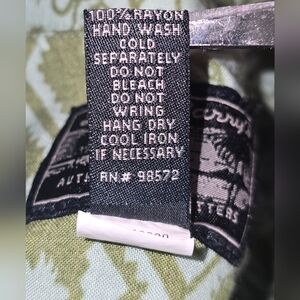 100% RAYON
HAND WASH
COLD
SEPARATELY
DO NOT
BLEACH
DO NOT
WRING
HANG DRY
COOL IRON
IF NECESSARY
RN# 98572